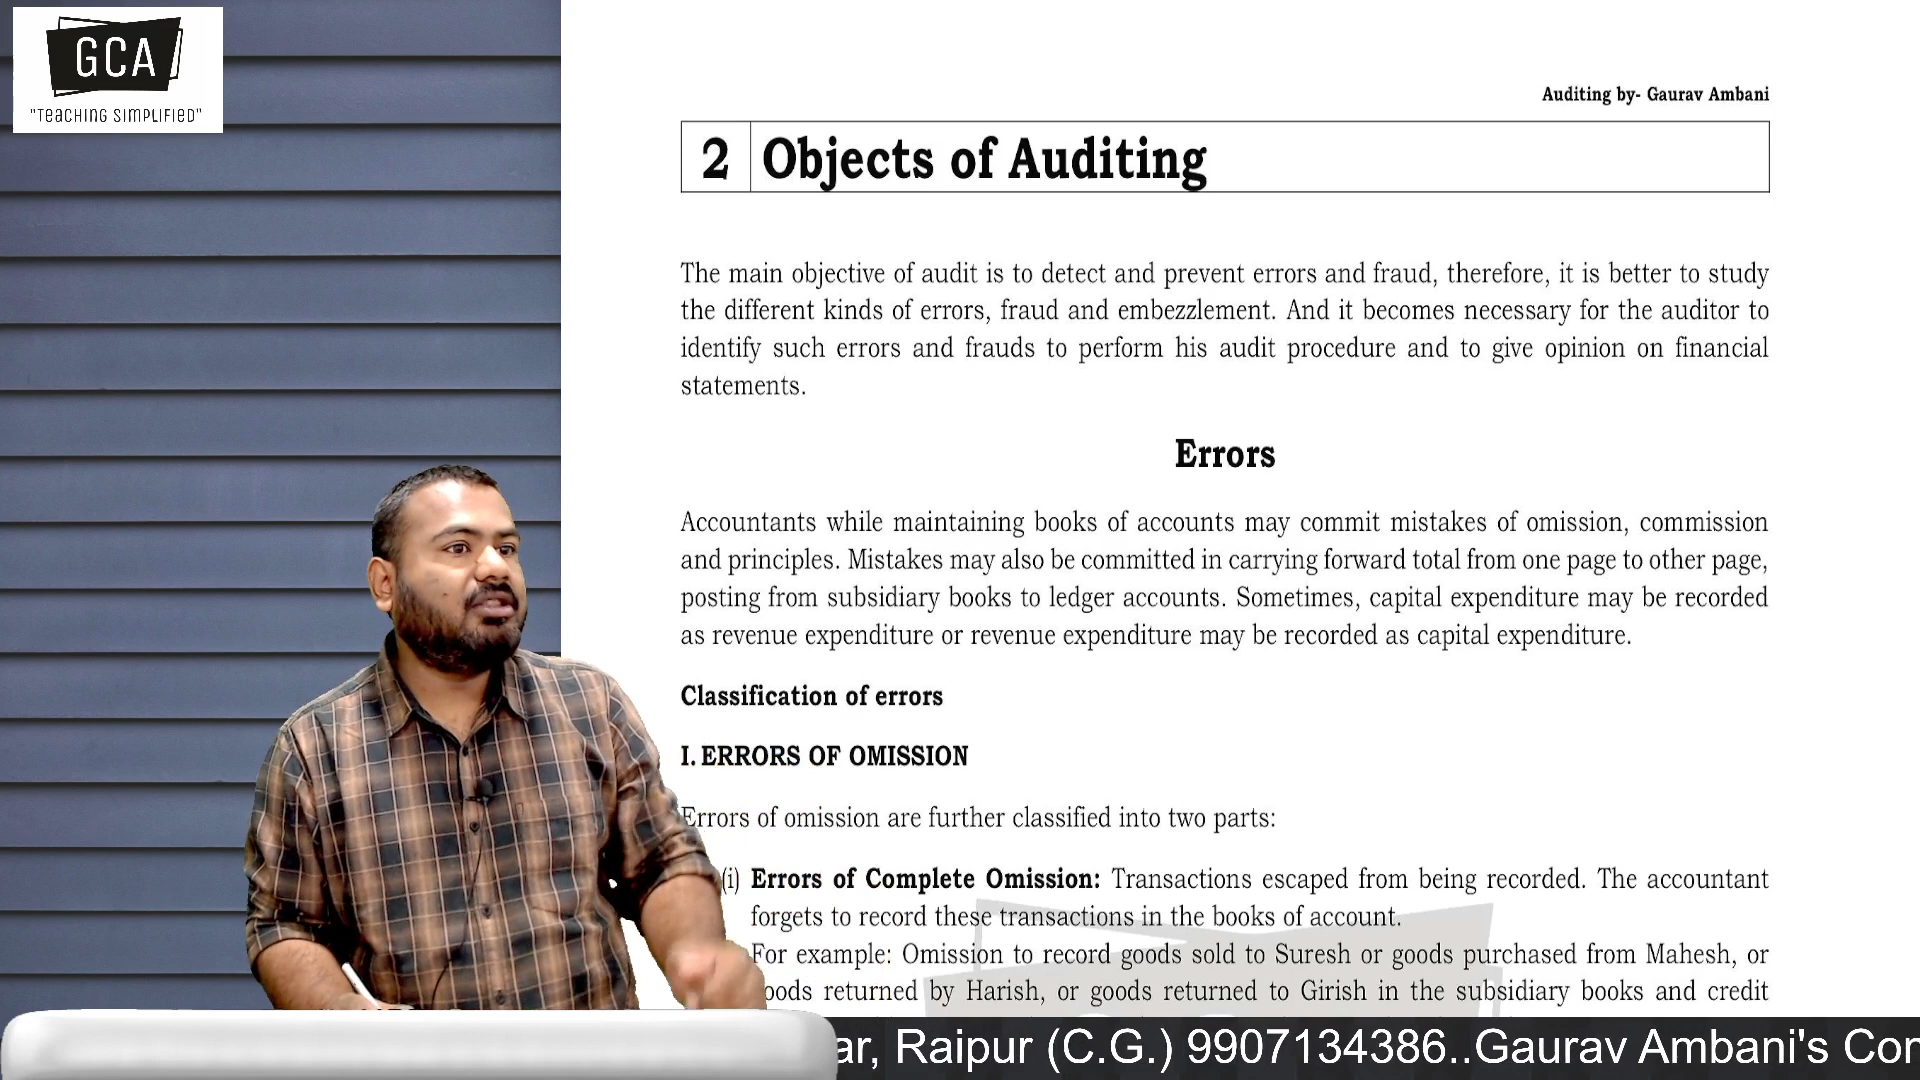 GCA
"TEACHING SIMPLIFIED"
Auditing by- Gaurav Ambani
2 Objects of Auditing
The main objective of audit is to detect and prevent errors and fraud, therefore, it is better to study
the different kinds of errors, fraud and embezzlement. And it becomes necessary for the auditor to
identify such errors and frauds to perform his audit procedure and to give opinion on financial
statements.
Errors
Accountants while maintaining books of accounts may commit mistakes of omission, commission
and principles. Mistakes may also be committed in carrying forward total from one page to other page,
posting from subsidiary books to ledger accounts. Sometimes, capital expenditure may be recorded
as revenue expenditure or revenue expenditure may be recorded as capital expenditure.
Classification of errors
I. ERRORS OF OMISSION
Errors of omission are further classified into two parts:
(i) Errors of Complete Omission: Transactions escaped from being recorded. The accountant
forgets to record these transactions in the books of account.
For example: Omission to record goods sold to Suresh or goods purchased from Mahesh, or
oods returned by Harish, or goods returned to Girish in the subsidiary books and credit
ar, Raipur (C.G.) 9907134386..Gaurav Ambani's Con